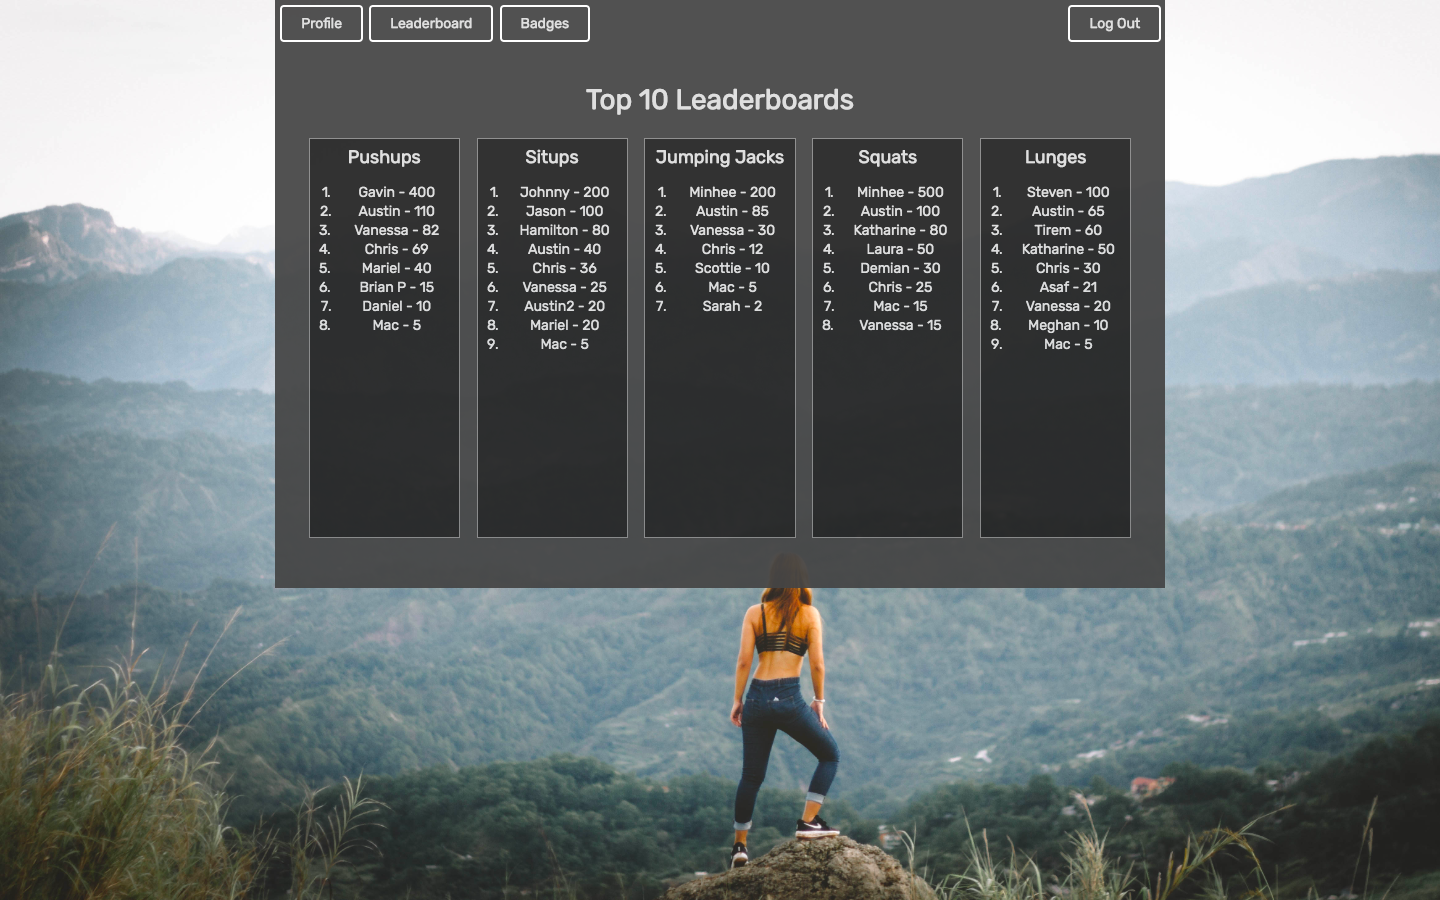 Profile
Leaderboard
Badges
Log Out
Top 10 Leaderboards
Pushups
1. Gavin - 400
2. Austin - 110
3. Vanessa - 82
4. Chris - 69
5. Mariel - 40
6. Brian P - 15
7. Daniel - 10
8. Mac - 5
Situps
1. Johnny - 200
2. Jason - 100
3. Hamilton - 80
4. Austin - 40
5. Chris - 36
6. Vanessa - 25
7. Austin2 - 20
8. Mariel - 20
9. Mac - 5
Jumping Jacks
1. Minhee - 200
2. Austin - 85
3. Vanessa - 30
4. Chris - 12
5. Scottie - 10
6. Mac - 5
7. Sarah - 2
Squats
1. Minhee - 500
2. Austin - 100
3. Katharine - 80
4. Laura - 50
5. Demian - 30
6. Chris - 25
7. Mac - 15
8. Vanessa - 15
Lunges
1. Steven - 100
2. Austin - 65
3. Tirem - 60
4. Katharine - 50
5. Chris - 30
6. Asaf - 21
7. Vanessa - 20
8. Meghan - 10
9. Mac - 5